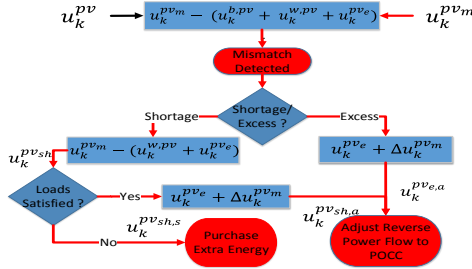 u_k^{pv}
u_k^{pv_m} − (u_k^{b,pv} + u_k^{w,pv} + u_k^{pv_e})
u_k^{pv_m}
Mismatch
Detected
Shortage
Shortage/
Excess ?
Excess
u_k^{pv_{sh}}
u_k^{pv_m} − (u_k^{w,pv} + u_k^{pv_e})
u_k^{pv_e} + Δu_k^{pv_m}
Loads
Satisfied ?
Yes
u_k^{pv_e} + Δu_k^{pv_m}
u_k^{pv_{e,a}}
No
u_k^{pv_{sh,s}}
u_k^{pv_{sh,a}}
Purchase
Extra Energy
Adjust Reverse
Power Flow to
POCC